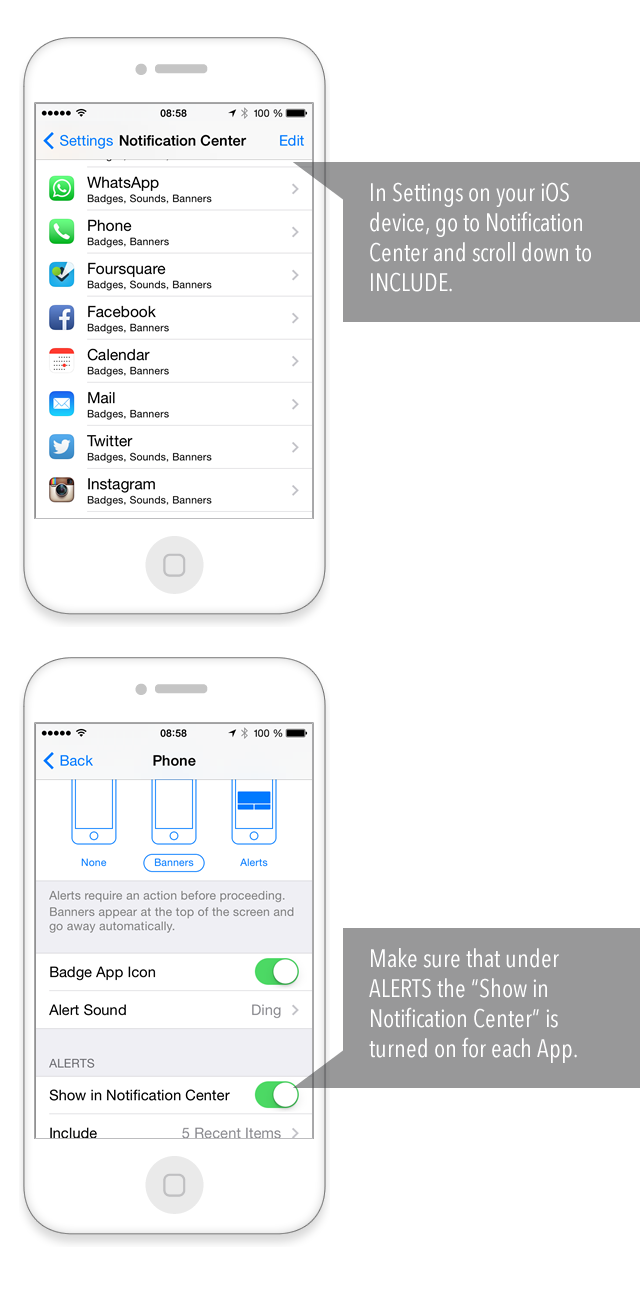 08:58
100 %
Settings Notification Center Edit
WhatsApp
Badges, Sounds, Banners
Phone
Badges, Banners
Foursquare
Badges, Sounds, Banners
Facebook
Badges, Banners
Calendar
Badges, Banners
Mail
Badges, Banners
Twitter
Badges, Sounds, Banners
Instagram
Badges, Sounds, Banners
In Settings on your iOS
device, go to Notification
Center and scroll down to
INCLUDE.
08:58
100 %
Back Phone
None Banners Alerts
Alerts require an action before proceeding.
Banners appear at the top of the screen and
go away automatically.
Badge App Icon
Alert Sound Ding
ALERTS
Show in Notification Center
Include 5 Recent Items
Make sure that under
ALERTS the “Show in
Notification Center” is
turned on for each App.